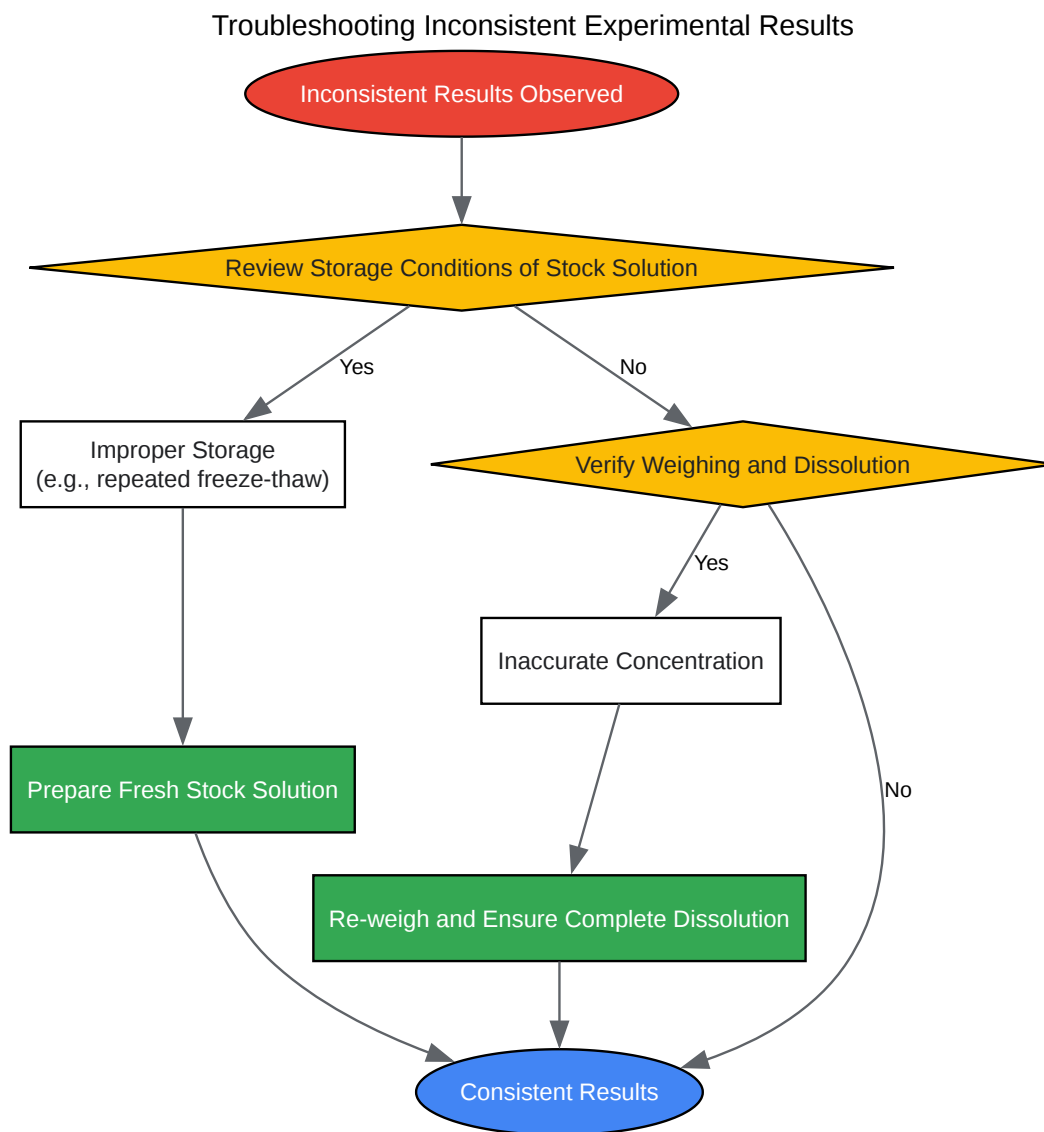 Troubleshooting Inconsistent Experimental Results
Inconsistent Results Observed
Review Storage Conditions of Stock Solution
Yes
No
Improper Storage
(e.g., repeated freeze-thaw)
Verify Weighing and Dissolution
Yes
Inaccurate Concentration
Prepare Fresh Stock Solution
No
Re-weigh and Ensure Complete Dissolution
Consistent Results